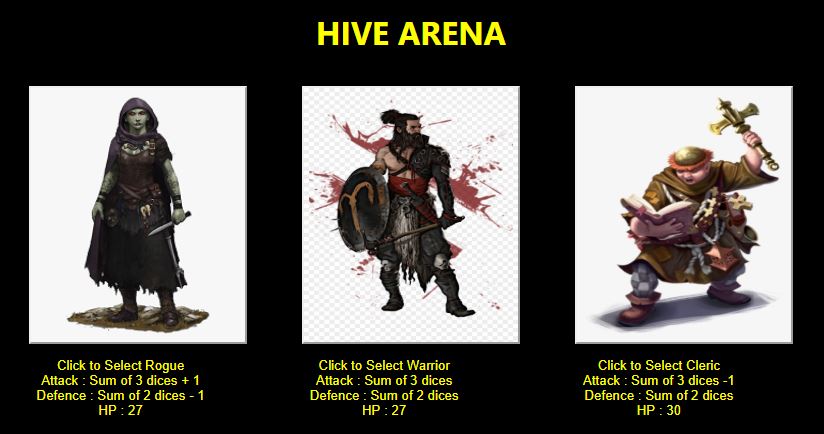 HIVE ARENA
Click to Select Rogue
Attack : Sum of 3 dices + 1
Defence : Sum of 2 dices - 1
HP : 27
Click to Select Warrior
Attack : Sum of 3 dices
Defence : Sum of 2 dices
HP : 27
Click to Select Cleric
Attack : Sum of 3 dices -1
Defence : Sum of 2 dices
HP : 30